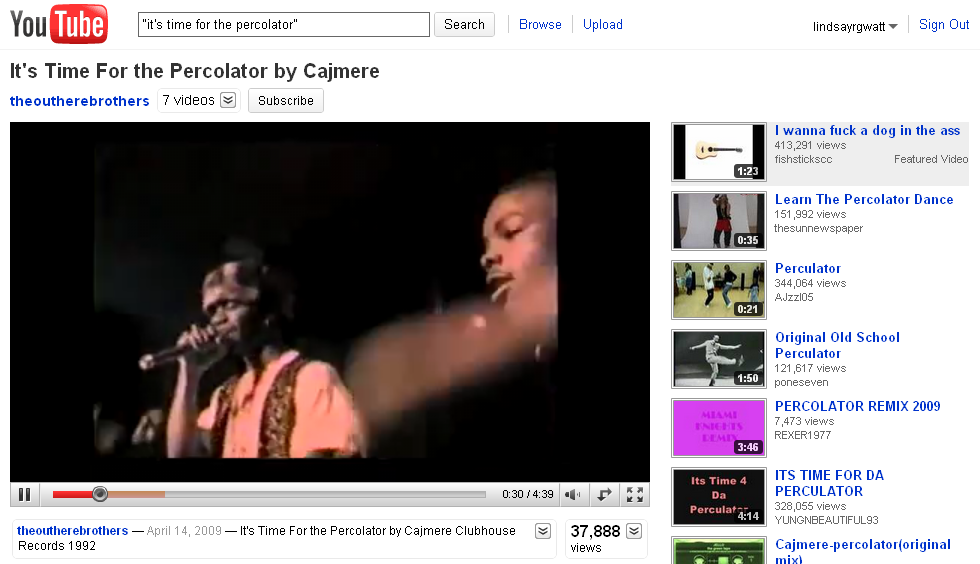 You Tube
"it's time for the percolator"
Search
Browse
Upload
lindsayrgwatt
Sign Out
It's Time For the Percolator by Cajmere
theoutherebrothers
7 videos
Subscribe
0:30 / 4:39
theoutherebrothers — April 14, 2009 — It's Time For the Percolator by Cajmere Clubhouse
Records 1992
37,888
views
I wanna fuck a dog in the ass
413,291 views
fishstickscc
Featured Video
1:23
Learn The Percolator Dance
151,992 views
thesunnewspaper
0:35
Perculator
344,064 views
AJzzl05
0:21
Original Old School
Perculator
121,617 views
poneseven
1:50
PERCOLATOR REMIX 2009
7,473 views
REXER1977
MIAMI
KNIGHTS
REMIX
3:46
ITS TIME FOR DA
PERCULATOR
328,055 views
YUNGNBEAUTIFUL93
Its Time 4
Da
Perculator
4:14
Cajmere-percolator(original
mix)